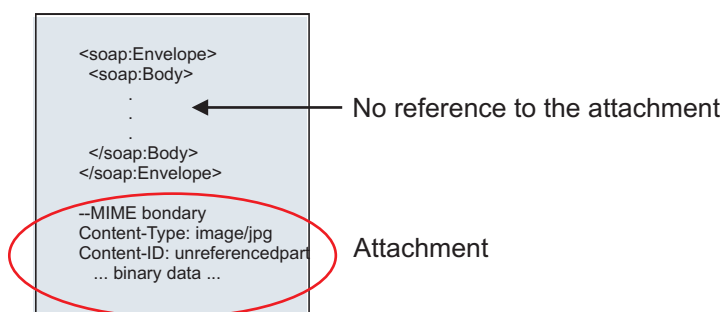 <soap:Envelope>
<soap:Body>
.
.
.
No reference to the attachment
</soap:Body>
</soap:Envelope>
--MIME bondary
Content-Type: image/jpg
Content-ID: unreferencedpart
... binary data ...
Attachment